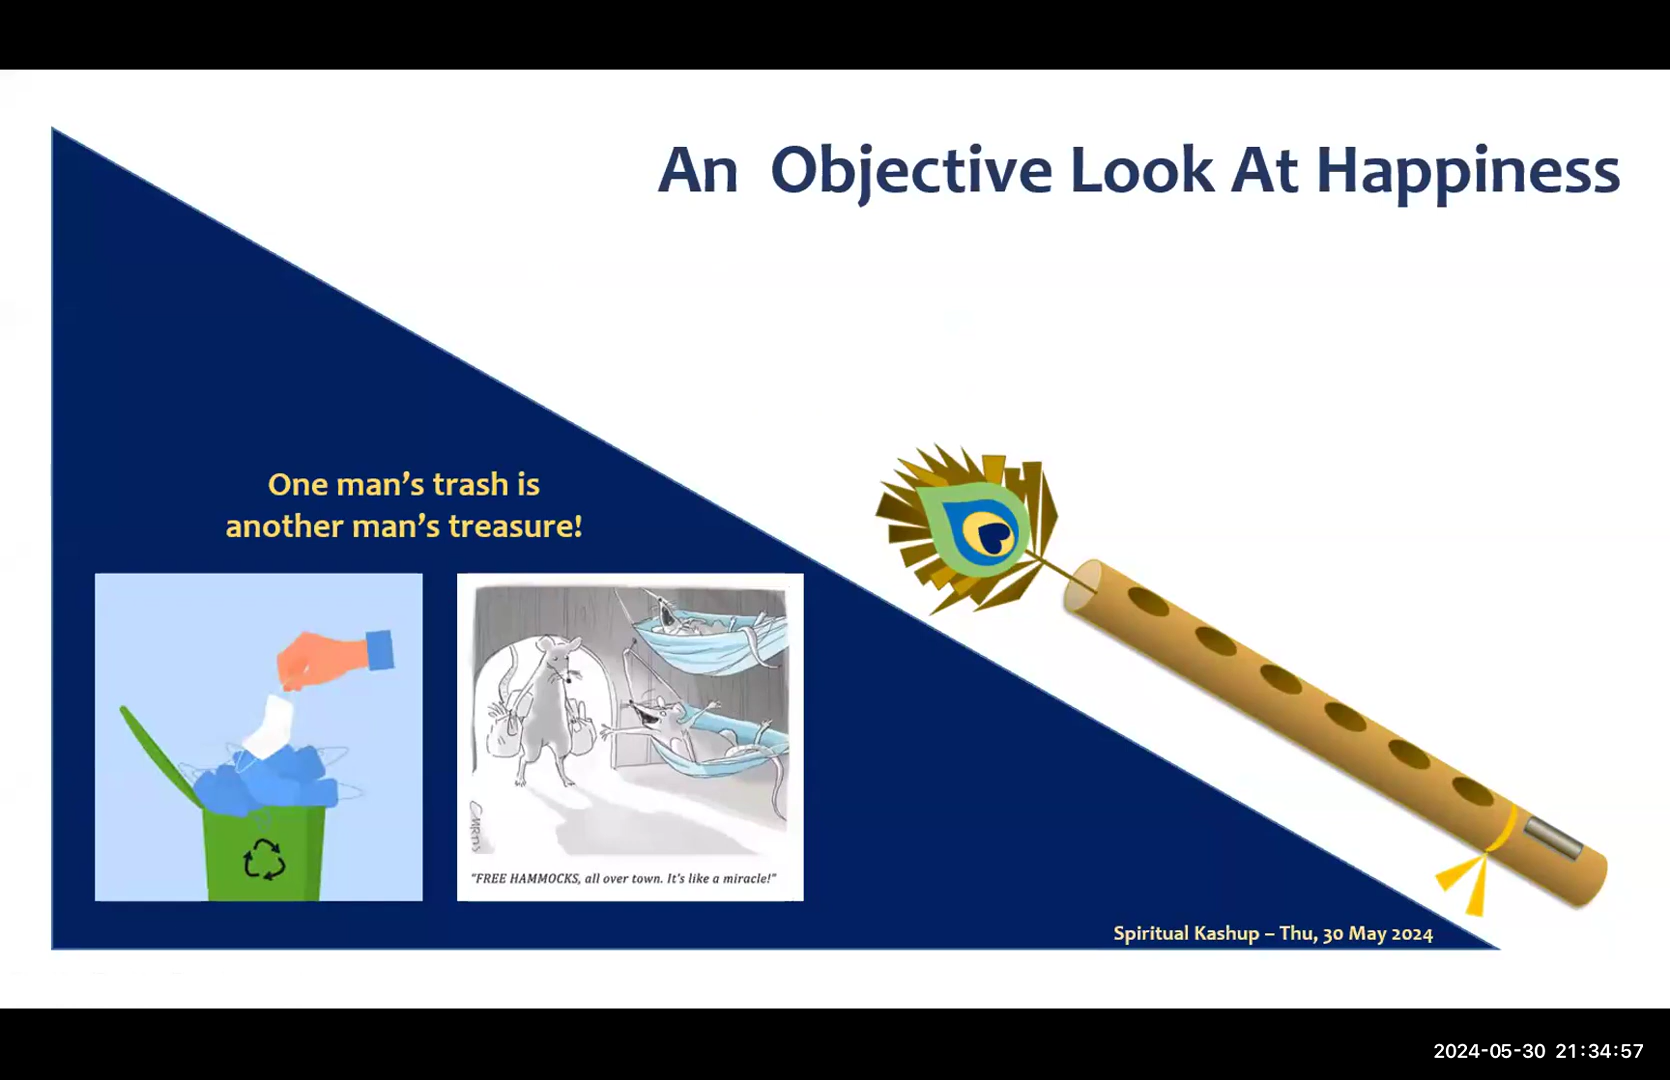 An  Objective Look At Happiness
One man's trash is
another man's treasure!
CMRTIS
"FREE HAMMOCKS, all over town. It's like a miracle!"
Spiritual Kashup – Thu, 30 May 2024
2024-05-30 21:34:57